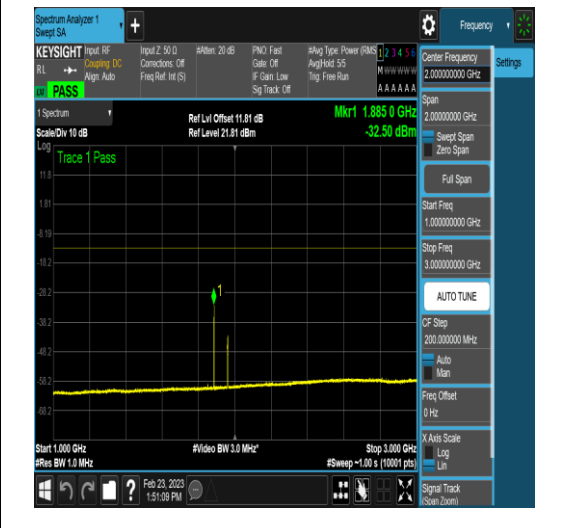 Spectrum Analyzer 1
Swept SA
Frequency
KEYSIGHT Input: RF
RL Coupling: DC
Align: Auto
Input Z: 50 Ω
Corrections: Off
Freq Ref: Int (S)
#Atten: 20 dB
PNO: Fast
Gate: Off
IF Gain: Low
Sig Track: Off
#Avg Type: Power (RMS
Avg|Hold: 5/5
Trig: Free Run
1 2 3 4 5 6
M W W W W W
A A A A A A
PASS
Settings
1 Spectrum
Scale/Div 10 dB
Ref Lvl Offset 11.81 dB
Ref Level 21.81 dBm
Mkr1 1.885 0 GHz
-32.50 dBm
Log
Trace 1 Pass
11.8
1.81
-8.19
-18.2
-28.2
-38.2
-48.2
-58.2
-68.2
1
Start 1.000 GHz
#Res BW 1.0 MHz
#Video BW 3.0 MHz*
Stop 3.000 GHz
#Sweep ~1.00 s (10001 pts)
Center Frequency
2.000000000 GHz
Span
2.00000000 GHz
Swept Span
Zero Span
Full Span
Start Freq
1.000000000 GHz
Stop Freq
3.000000000 GHz
AUTO TUNE
CF Step
200.000000 MHz
Auto
Man
Freq Offset
0 Hz
X Axis Scale
Log
Lin
Signal Track
(Span Zoom)
?
Feb 23, 2023
1:51:09 PM